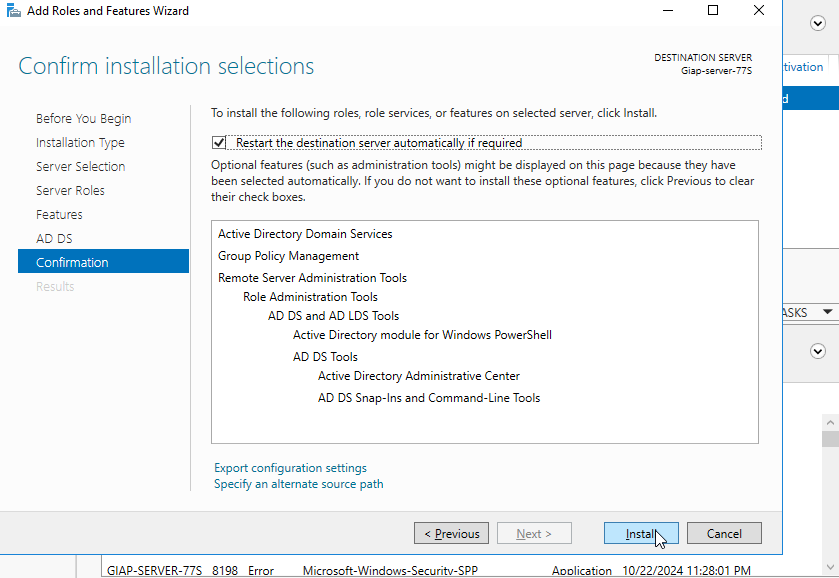 Add Roles and Features Wizard
Confirm installation selections
DESTINATION SERVER
Giap-server-77S
tivation
d
Before You Begin
Installation Type
Server Selection
Server Roles
Features
AD DS
Confirmation
Results
To install the following roles, role services, or features on selected server, click Install.
Restart the destination server automatically if required
Optional features (such as administration tools) might be displayed on this page because they have
been selected automatically. If you do not want to install these optional features, click Previous to clear
their check boxes.
Active Directory Domain Services
Group Policy Management
Remote Server Administration Tools
Role Administration Tools
AD DS and AD LDS Tools
Active Directory module for Windows PowerShell
AD DS Tools
Active Directory Administrative Center
AD DS Snap-Ins and Command-Line Tools
ASKS
Export configuration settings
Specify an alternate source path
< Previous
Next >
Install
Cancel
GIAP-SERVER-77S 8198 Error Microsoft-Windows-Security-SPP Application 10/22/2024 11:28:01 PM